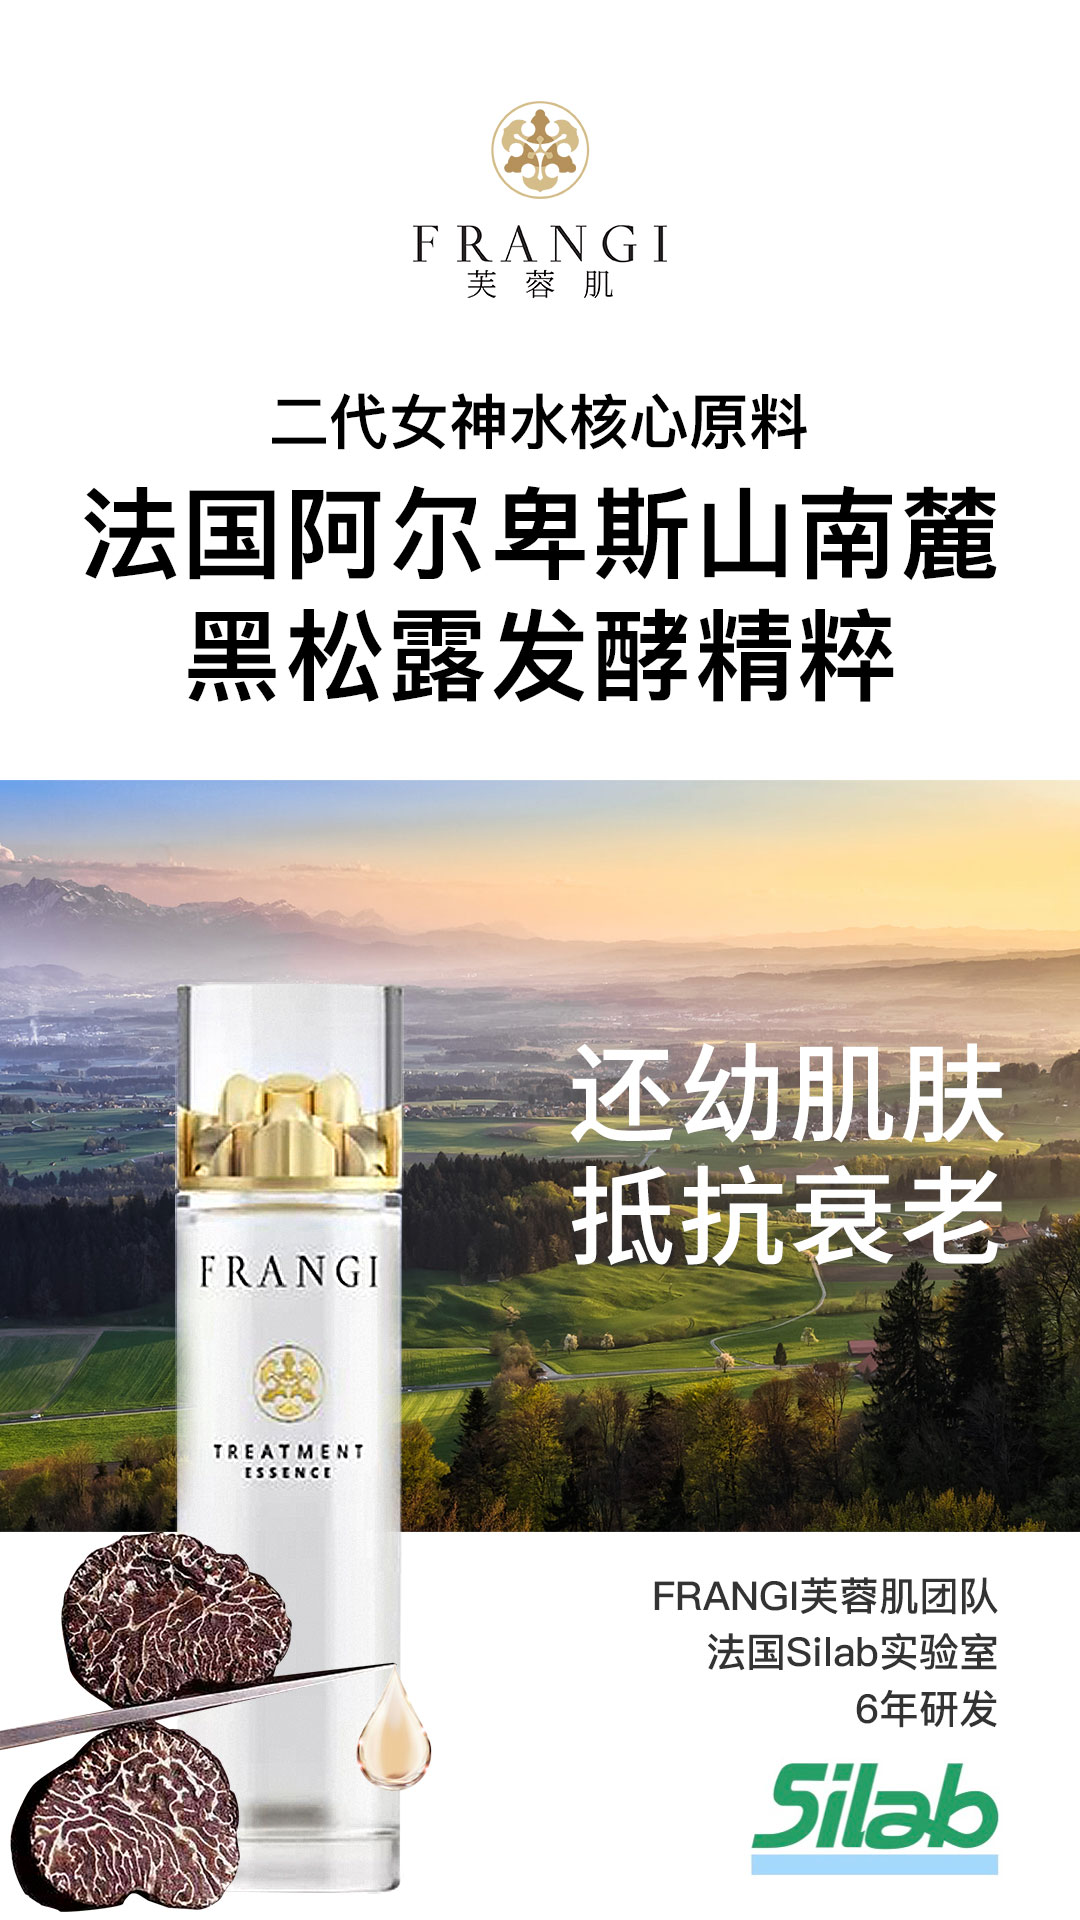 FRANGI
芙蓉肌
二代女神水核心原料
法国阿尔卑斯山南麓
黑松露发酵精粹
还幼肌肤
抵抗衰老
FRANGI
TREATMENT
ESSENCE
FRANGI芙蓉肌团队
法国Silab实验室
6年研发
Silab